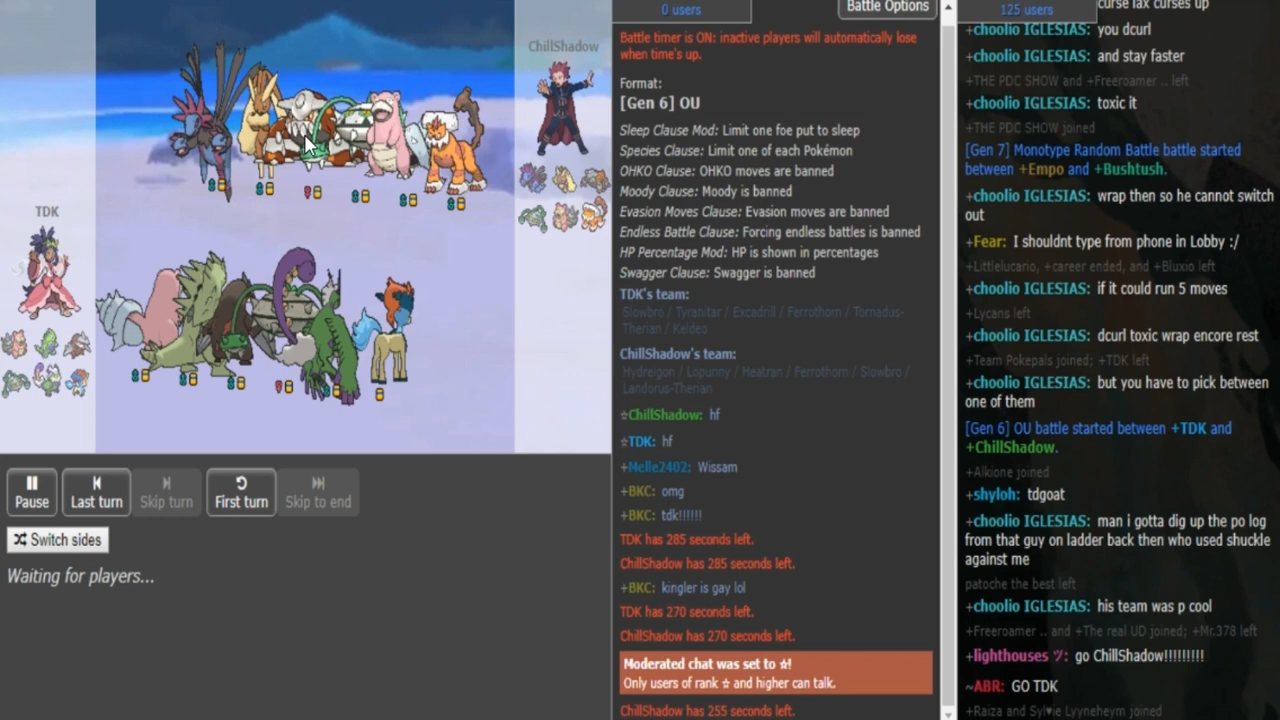 ChillShadow
TDK
Pause
Last turn
Skip turn
First turn
Skip to end
Switch sides
Waiting for players...
0 users
Battle Options
Battle timer is ON: inactive players will automatically lose
when time's up.
Format:
[Gen 6] OU
Sleep Clause Mod: Limit one foe put to sleep
Species Clause: Limit one of each Pokémon
OHKO Clause: OHKO moves are banned
Moody Clause: Moody is banned
Evasion Moves Clause: Evasion moves are banned
Endless Battle Clause: Forcing endless battles is banned
HP Percentage Mod: HP is shown in percentages
Swagger Clause: Swagger is banned
TDK's team:
Slowbro / Tyranitar / Excadrill / Ferrothorn / Tornadus-
Therian / Keldeo
ChillShadow's team:
Hydreigon / Lopunny / Heatran / Ferrothorn / Slowbro /
Landorus-Therian
☆ChillShadow: hf
☆TDK: hf
+Melle2402: Wissam
+BKC: omg
+BKC: tdk!!!!!!
TDK has 285 seconds left.
ChillShadow has 285 seconds left.
+BKC: kingler is gay lol
TDK has 270 seconds left.
ChillShadow has 270 seconds left.
Moderated chat was set to ☆!
Only users of rank ☆ and higher can talk.
ChillShadow has 255 seconds left.
125 users
curse lax curses up
+choolio IGLESIAS: you dcurl
+choolio IGLESIAS: and stay faster
+THE PDC SHOW and +Freeroamer .. left
+choolio IGLESIAS: toxic it
+THE PDC SHOW joined
[Gen 7] Monotype Random Battle battle started
between +Empo and +Bushtush.
+choolio IGLESIAS: wrap then so he cannot switch
out
+Fear: I shouldnt type from phone in Lobby :/
+Littlelucario, +career ended, and +Bluxio left
+choolio IGLESIAS: if it could run 5 moves
+Lycans left
+choolio IGLESIAS: dcurl toxic wrap encore rest
+Team Pokepals joined; +TDK left
+choolio IGLESIAS: but you have to pick between
one of them
[Gen 6] OU battle started between +TDK and
+ChillShadow.
+Alkione joined
+shyloh: tdgoat
+choolio IGLESIAS: man i gotta dig up the po log
from that guy on ladder back then who used shuckle
against me
patoche the best left
+choolio IGLESIAS: his team was p cool
+Freeroamer .. and +The real UD joined; +Mr.378 left
+lighthouses ツ: go ChillShadow!!!!!!!!!
~ABR: GO TDK
+Raiza and Sylvie Lyyneheym joined